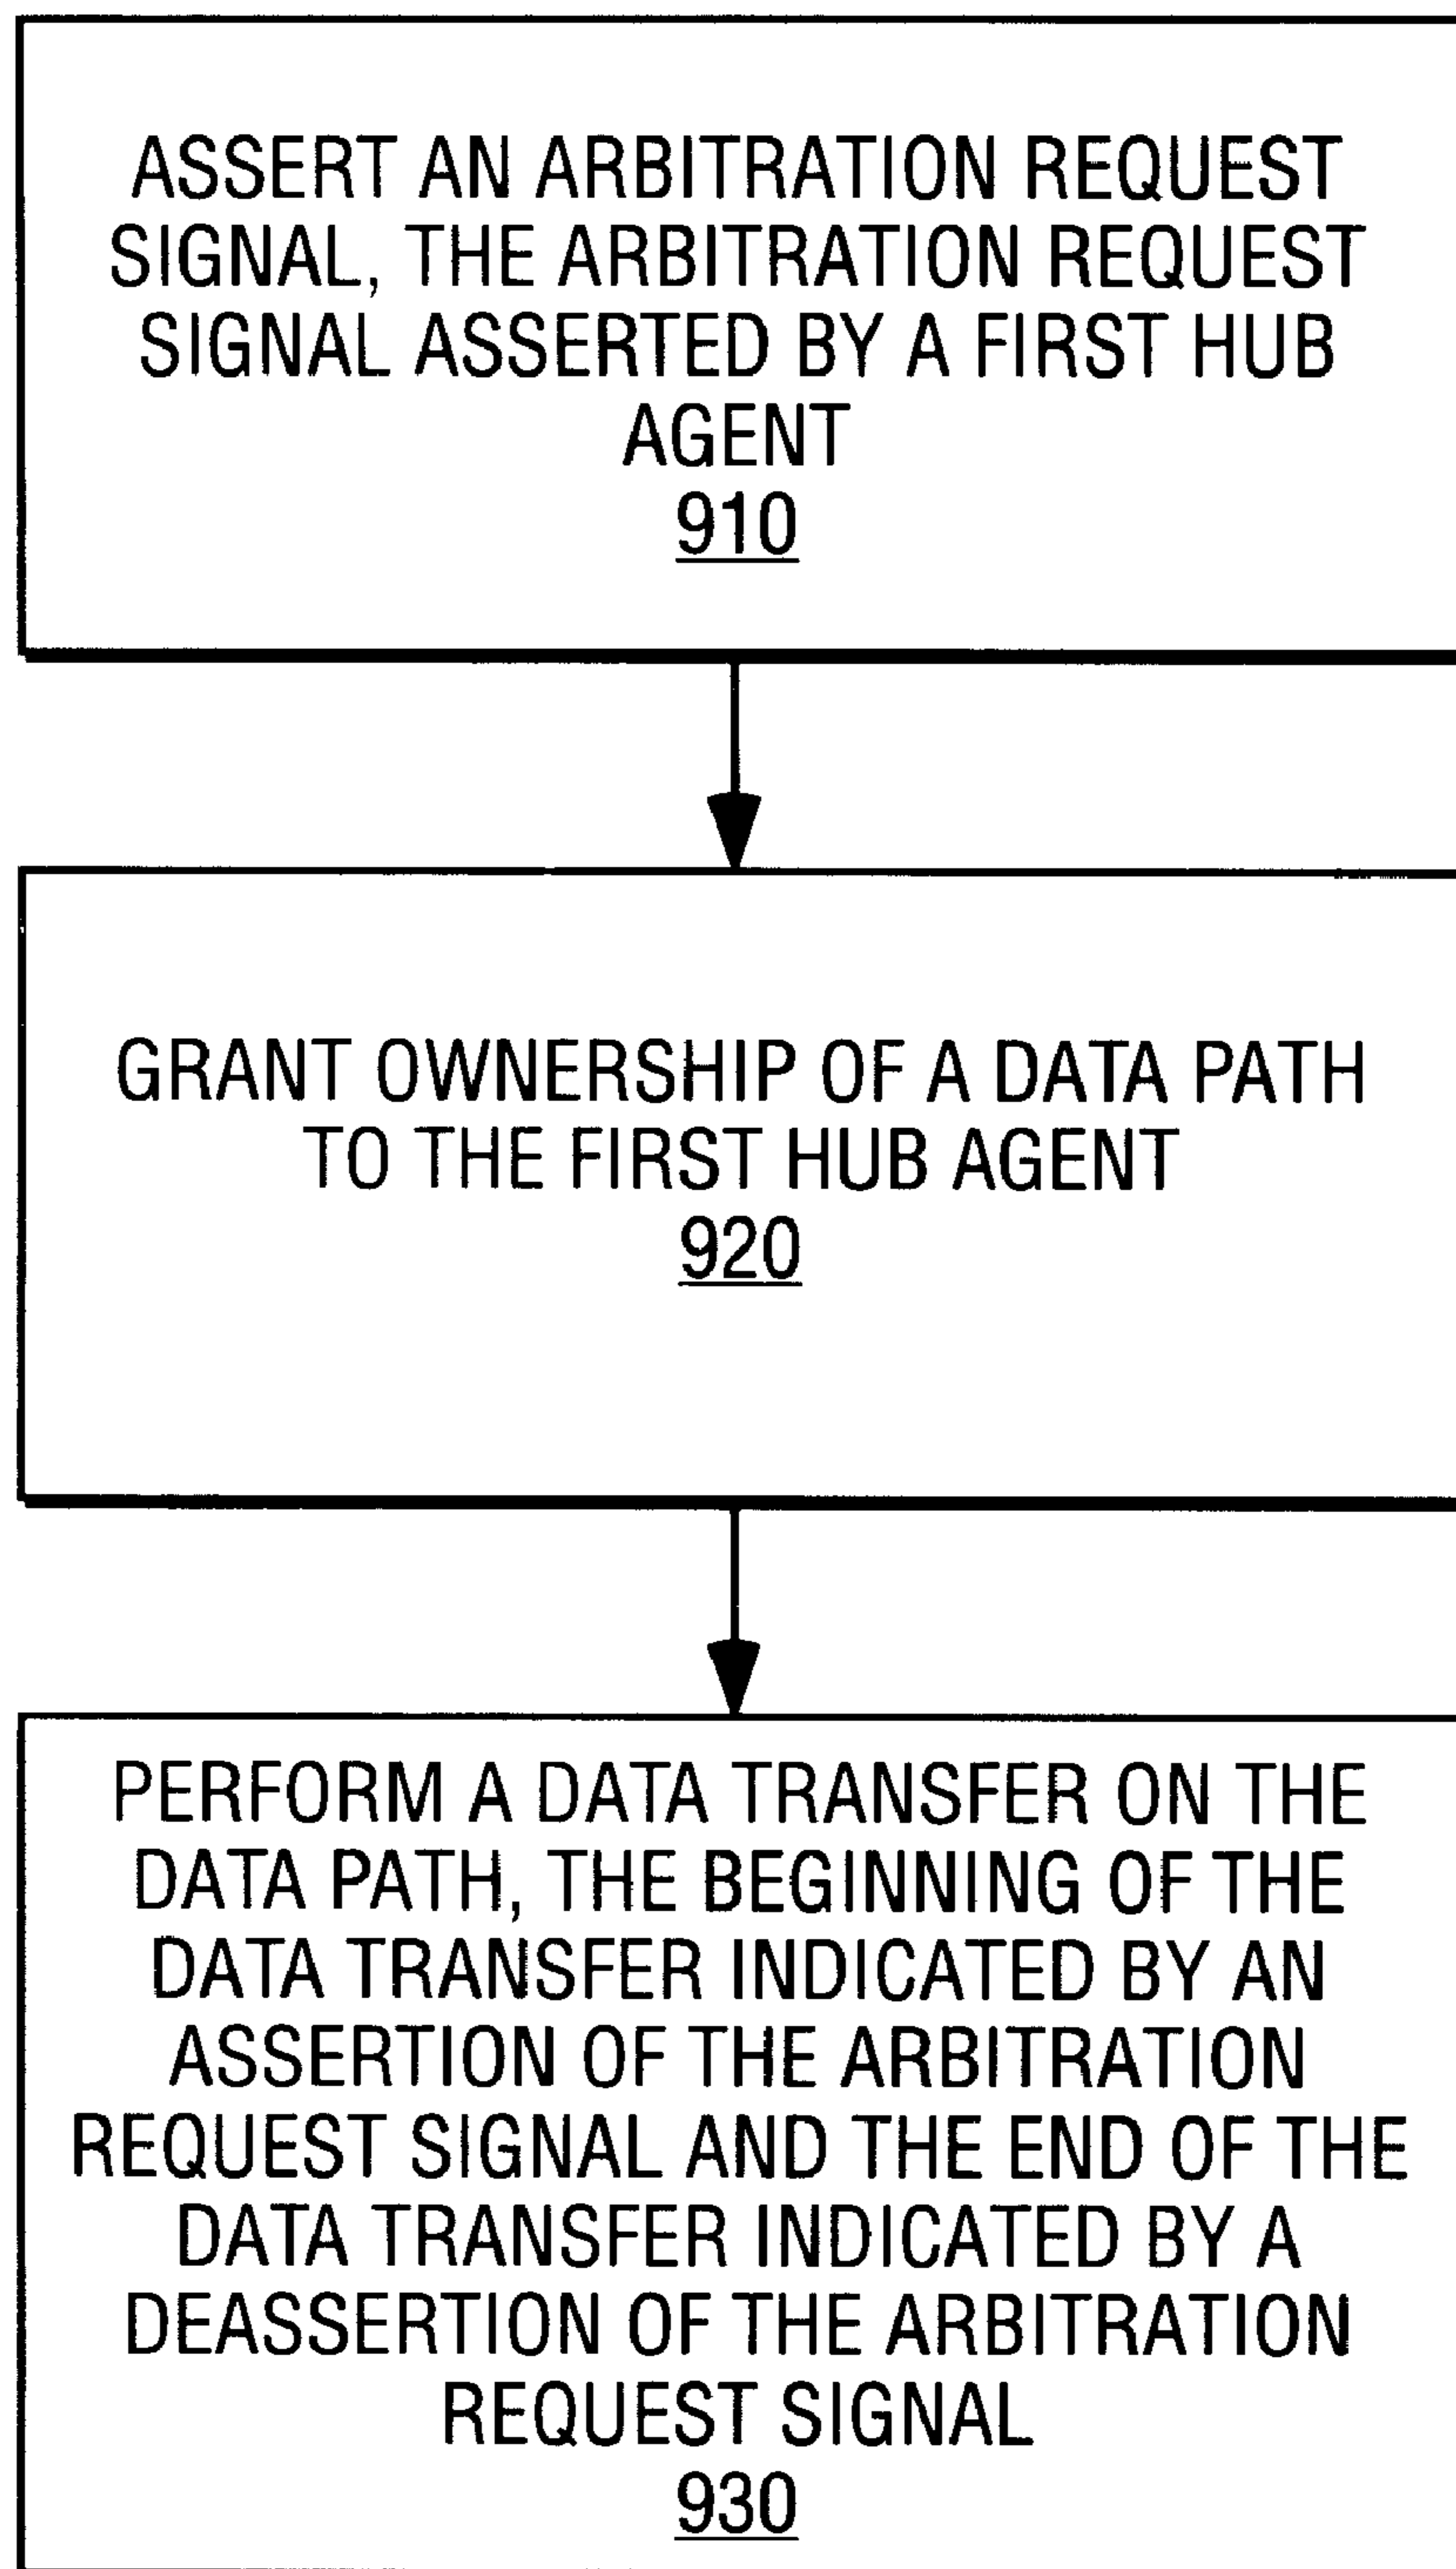 ASSERT AN ARBITRATION REQUEST
SIGNAL, THE ARBITRATION REQUEST
SIGNAL ASSERTED BY A FIRST HUB
AGENT
910
GRANT OWNERSHIP OF A DATA PATH
TO THE FIRST HUB AGENT
920
PERFORM A DATA TRANSFER ON THE
DATA PATH, THE BEGINNING OF THE
DATA TRANSFER INDICATED BY AN
ASSERTION OF THE ARBITRATION
REQUEST SIGNAL AND THE END OF THE
DATA TRANSFER INDICATED BY A
DEASSERTION OF THE ARBITRATION
REQUEST SIGNAL
930